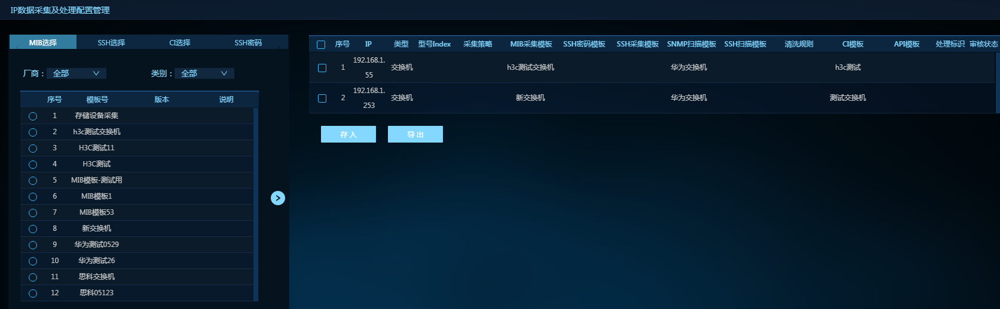 IP数据采集及处理配置管理
MIB选择 SSH选择 CI选择 SSH密码
厂商： 全部 类别： 全部
序号 模板号 版本 说明
1 存储设备采集
2 h3c测试交换机
3 H3C测试11
4 H3C测试
5 MIB模板-测试用
6 MIB模板1
7 MIB模板53
8 新交换机
9 华为测试0529
10 华为测试26
11 思科交换机
12 思科05123
序号 IP 类型 型号Index 采集策略 MIB采集模板 SSH密码模板 SSH采集模板 SNMP扫描模板 SSH扫描模板 清洗规则 CI模板 API模板 处理标识 审核状态
1 192.168.1.55 交换机 h3c测试交换机 华为交换机 h3c测试
2 192.168.1.253 交换机 新交换机 华为交换机 测试交换机
存入 导出